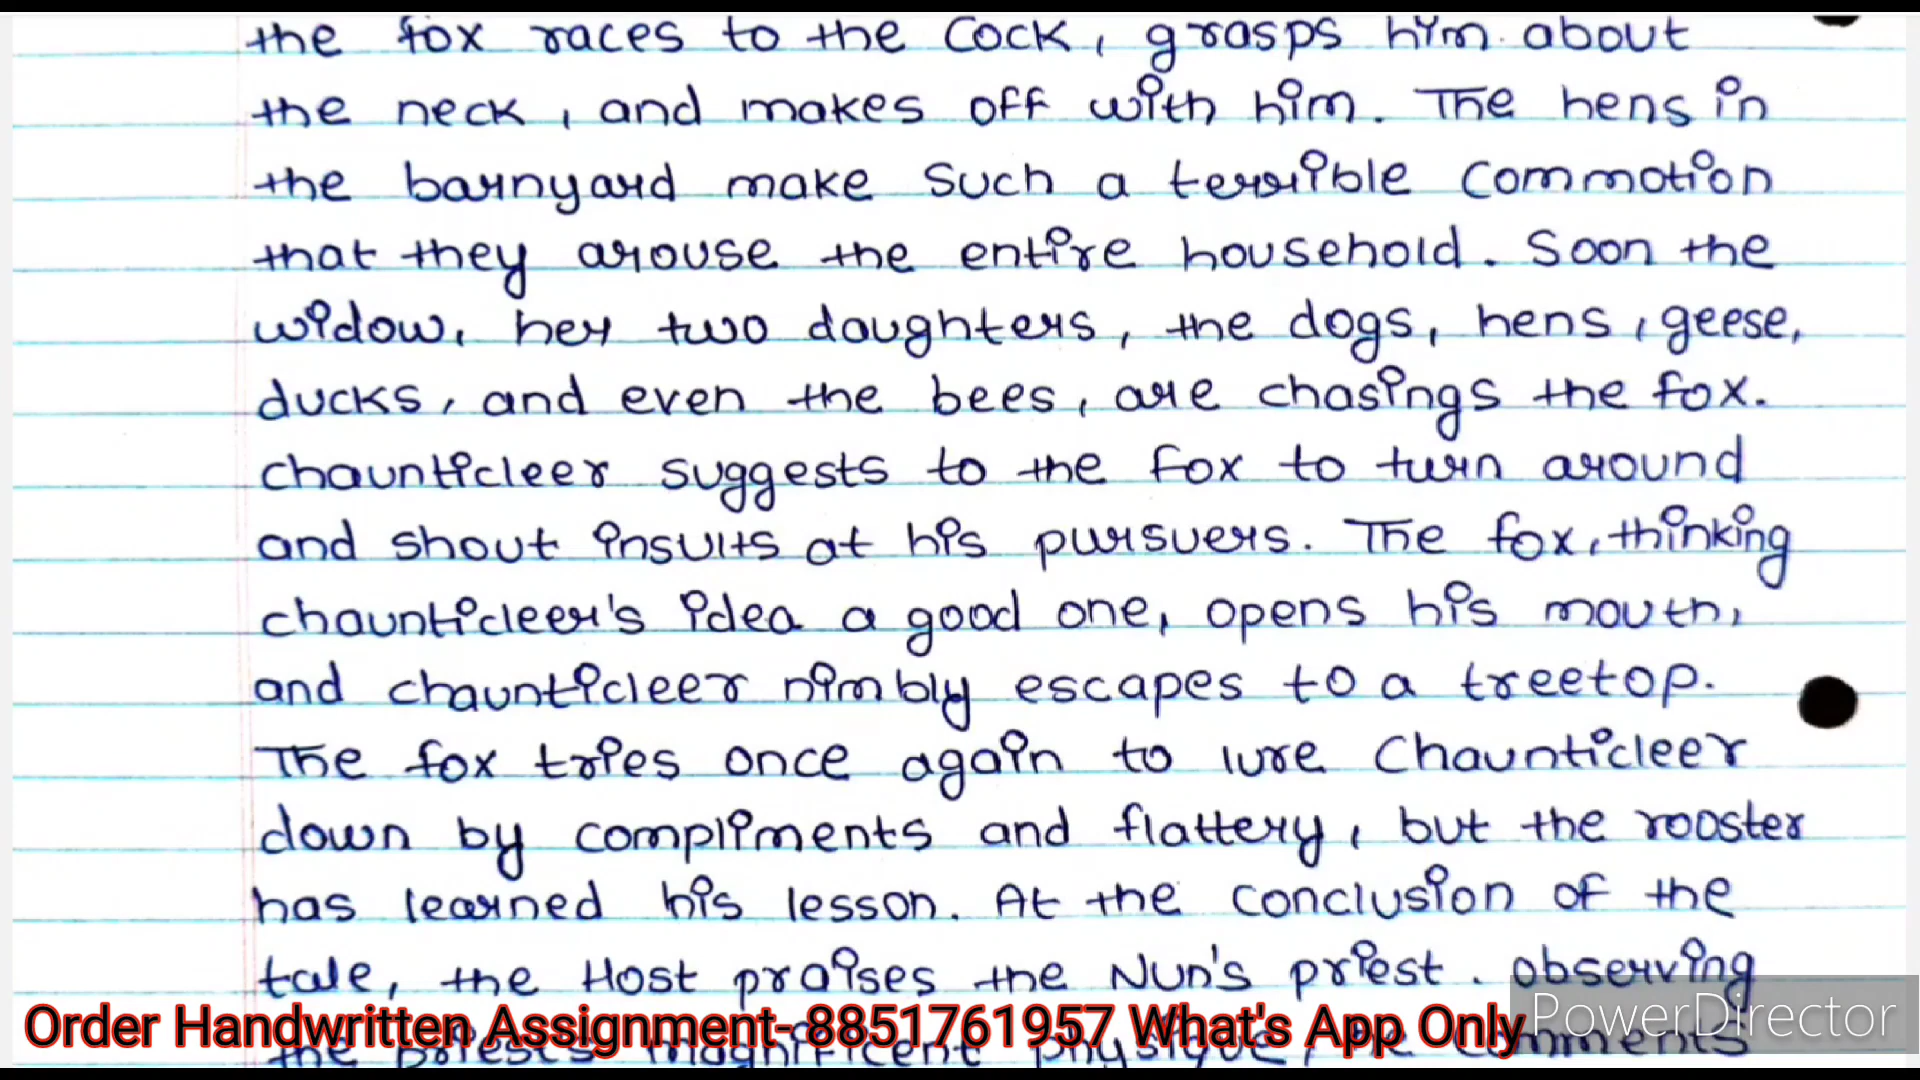 the fox races to the Cock, grasps him about
the neck, and makes off with him. The hens in
the barnyard make such a terrible commotion
that they arouse the entire household. Soon the
widow, her two daughters, the dogs, hens, geese,
ducks, and even the bees, are chasings the fox.
chaunticleer suggests to the fox to turn around
and shout insults at his pursuers. The fox, thinking
chaunticleer's idea a good one, opens his mouth,
and chaunticleer nimbly escapes to a treetop.
The fox tries once again to lure Chaunticleer
down by compliments and flattery, but the rooster
has learned his lesson. At the conclusion of the
tale, the Host praises the Nun's priest. Observing
the priest's magnificent physique, he comments
Order Handwritten Assignment- 8851761957 What's App Only
PowerDirector